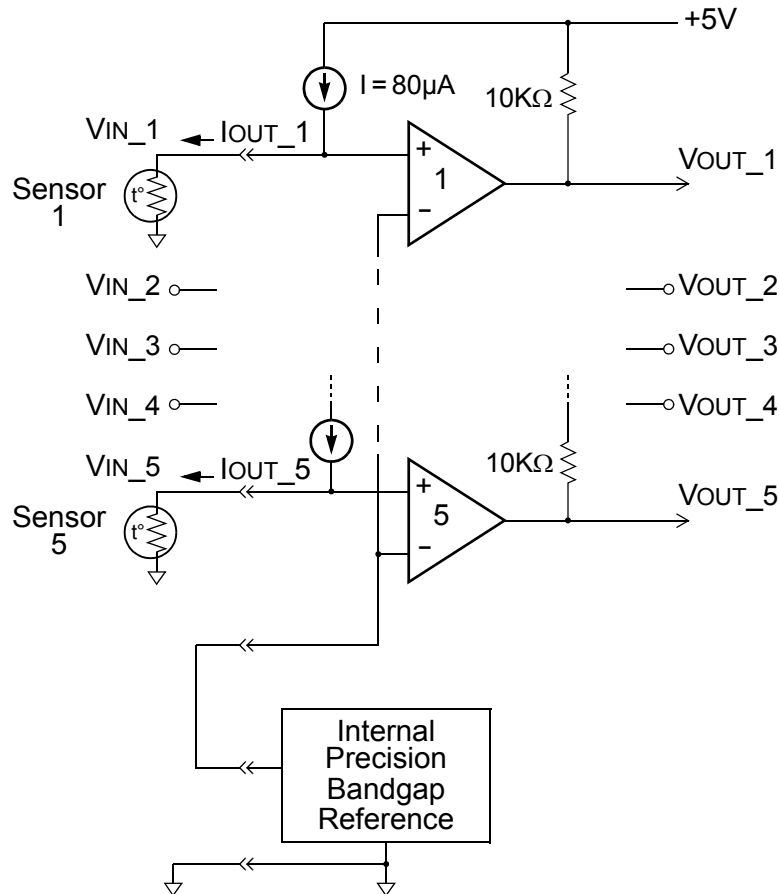 +5V
I = 80µA
10KΩ
VIN_1
IOUT_1
+
1
−
VOUT_1
Sensor
1
t°
VIN_2
VOUT_2
VIN_3
VOUT_3
VIN_4
VOUT_4
VIN_5
IOUT_5
10KΩ
+
5
−
VOUT_5
Sensor
5
t°
Internal
Precision
Bandgap
Reference